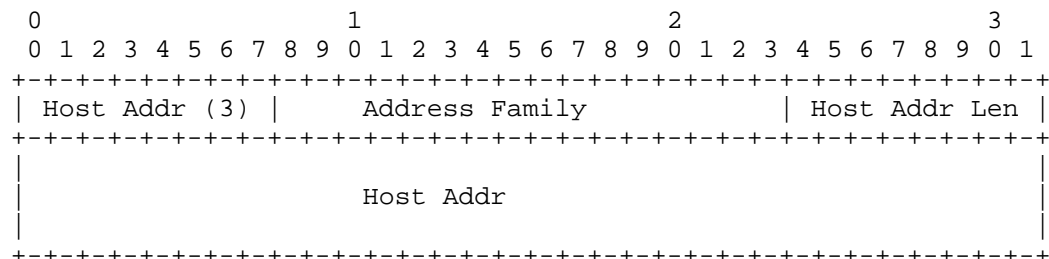 0                   1                   2                   3
 0 1 2 3 4 5 6 7 8 9 0 1 2 3 4 5 6 7 8 9 0 1 2 3 4 5 6 7 8 9 0 1
+-+-+-+-+-+-+-+-+-+-+-+-+-+-+-+-+-+-+-+-+-+-+-+-+-+-+-+-+-+-+-+-+
| Host Addr (3) |     Address Family            | Host Addr Len |
+-+-+-+-+-+-+-+-+-+-+-+-+-+-+-+-+-+-+-+-+-+-+-+-+-+-+-+-+-+-+-+-+
|                                                               |
|                     Host Addr                                 |
|                                                               |
+-+-+-+-+-+-+-+-+-+-+-+-+-+-+-+-+-+-+-+-+-+-+-+-+-+-+-+-+-+-+-+-+